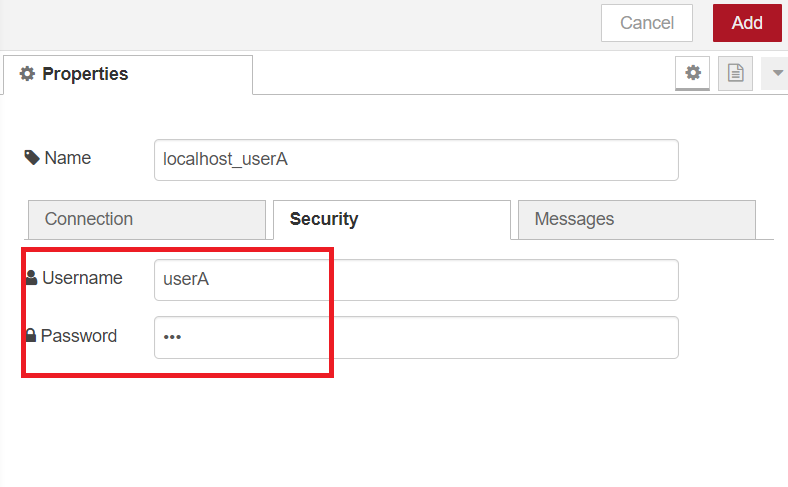 Cancel Add
Properties
Name localhost_userA
Connection Security Messages
Username userA
Password •••